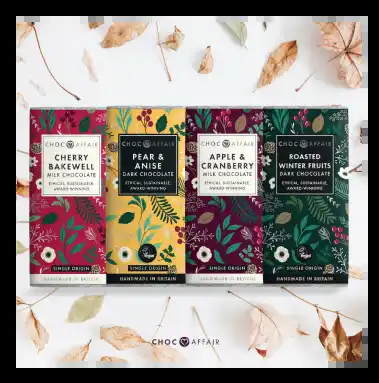 CHOC AFFAIR
CHERRY
BAKEWELL
MILK CHOCOLATE
ETHICAL, SUSTAINABLE,
AWARD-WINNING
SINGLE ORIGIN
HANDMADE IN BRITAIN
CHOC AFFAIR
PEAR &
ANISE
DARK CHOCOLATE
ETHICAL, SUSTAINABLE,
AWARD-WINNING
Vegan
SINGLE ORIGIN
HANDMADE IN BRITAIN
CHOC AFFAIR
APPLE &
CRANBERRY
MILK CHOCOLATE
ETHICAL, SUSTAINABLE,
AWARD-WINNING
SINGLE ORIGIN
HANDMADE IN BRITAIN
CHOC AFFAIR
ROASTED
WINTER FRUITS
DARK CHOCOLATE
ETHICAL, SUSTAINABLE,
AWARD-WINNING
Vegan
SINGLE ORIGIN
HANDMADE IN BRITAIN
CHOC AFFAIR